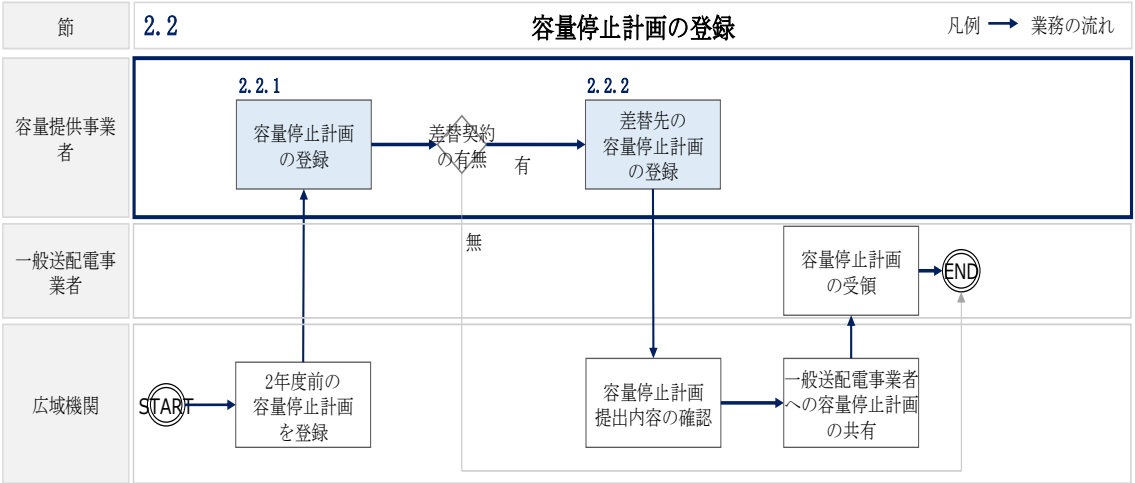 節
2.2
容量停止計画の登録
凡例
業務の流れ
容量提供事業
者
2.2.1
容量停止計画
の登録
差替契約
の有無
有
無
2.2.2
差替先の
容量停止計画
の登録
一般送配電事
業者
容量停止計画
の受領
END
広域機関
START
2年度前の
容量停止計画
を登録
容量停止計画
提出内容の確認
一般送配電事業者
への容量停止計画
の共有